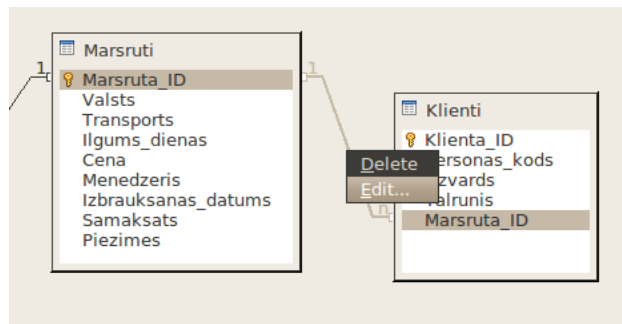 Marsruti
1
Marsruta_ID
Valsts
Transports
Ilgums_dienas
Cena
Menedzeris
Izbrauksanas_datums
Samaksats
Piezimes
1
n
Delete
Edit...
Klienti
Klienta_ID
ersonas_kods
zvards
alrunis
Marsruta_ID